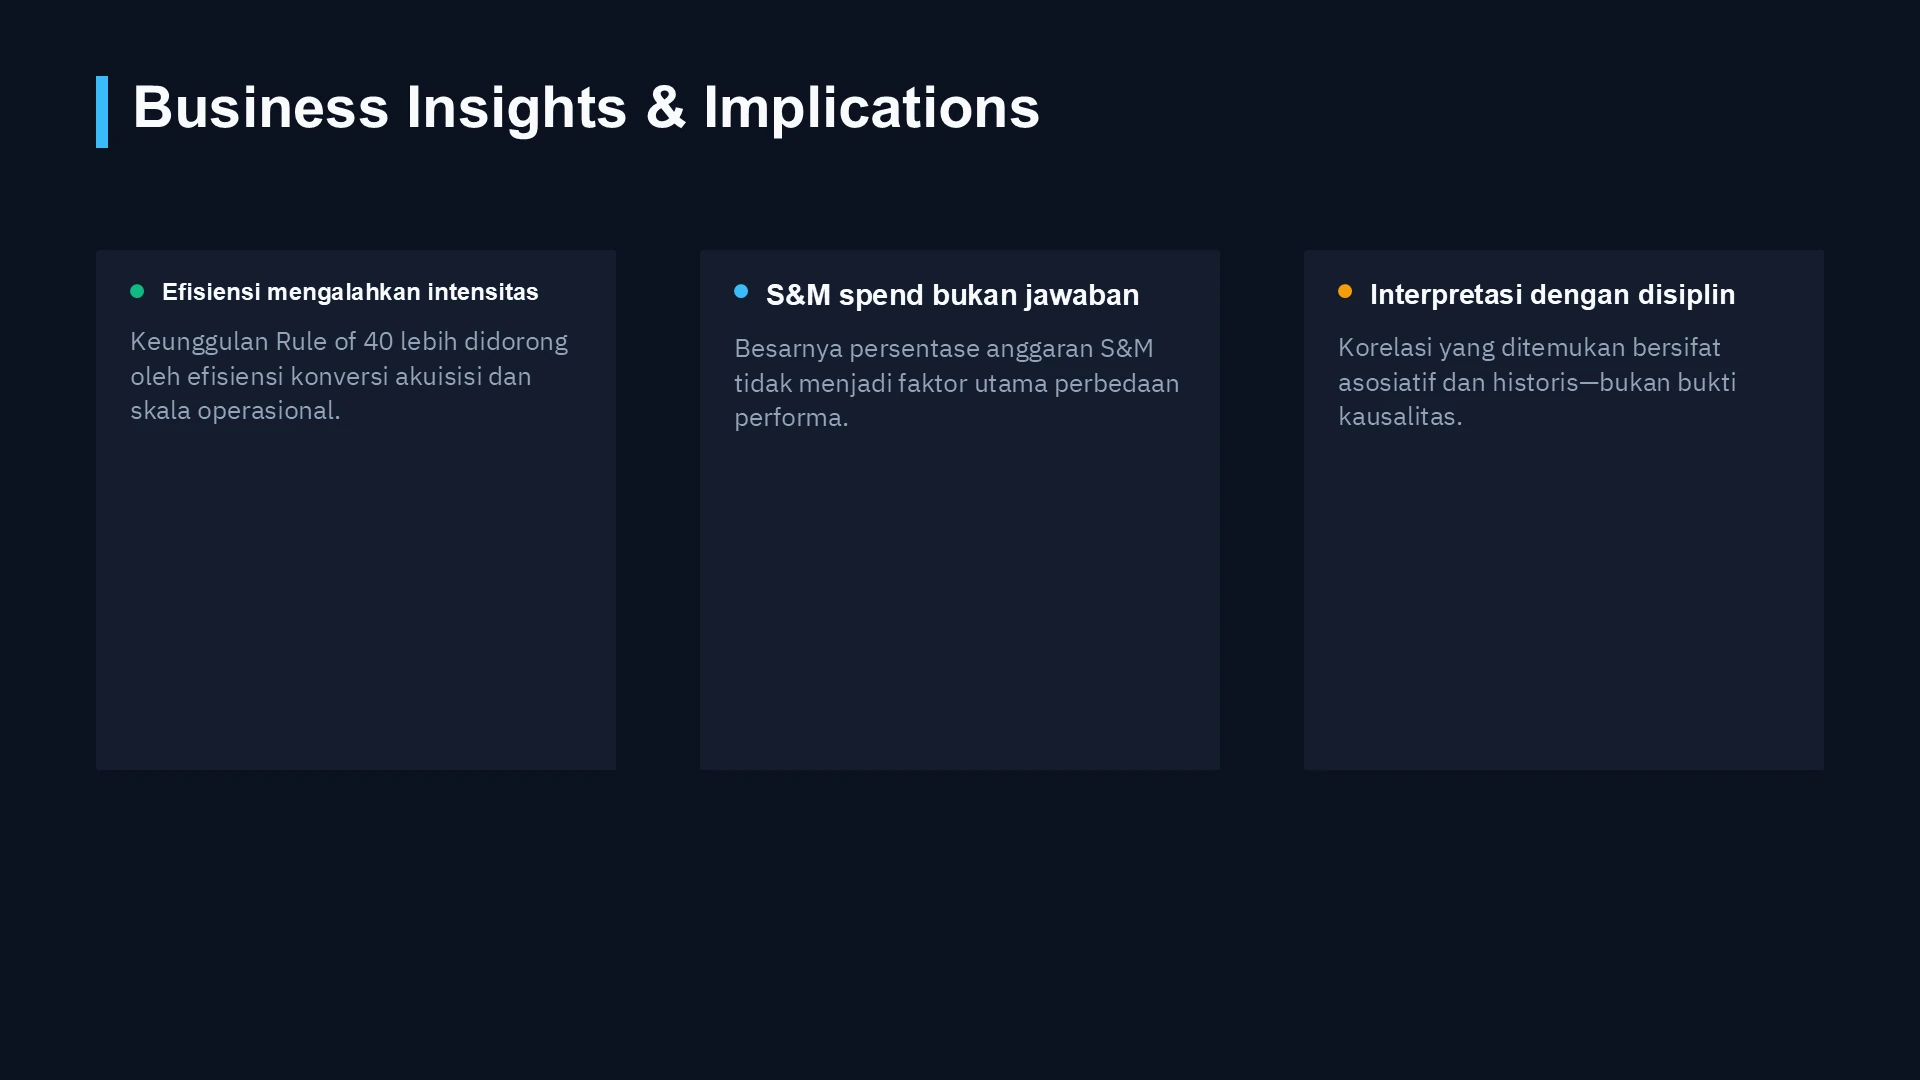 Business Insights & Implications
Efisiensi mengalahkan intensitas
Keunggulan Rule of 40 lebih didorong
oleh efisiensi konversi akuisisi dan
skala operasional.
S&M spend bukan jawaban
Besarnya persentase anggaran S&M
tidak menjadi faktor utama perbedaan
performa.
Interpretasi dengan disiplin
Korelasi yang ditemukan bersifat
asosiatif dan historis—bukan bukti
kausalitas.